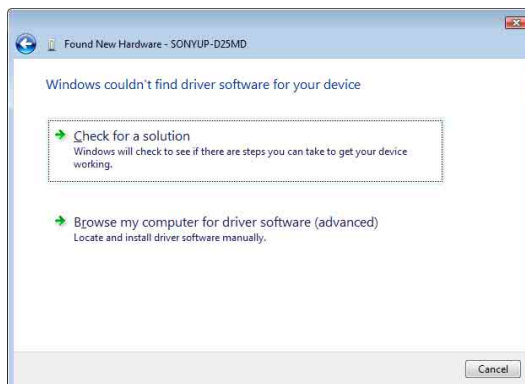 Found New Hardware - SONYUP-D25MD
Windows couldn't find driver software for your device
Check for a solution
Windows will check to see if there are steps you can take to get your device
working.
Browse my computer for driver software (advanced)
Locate and install driver software manually.
Cancel